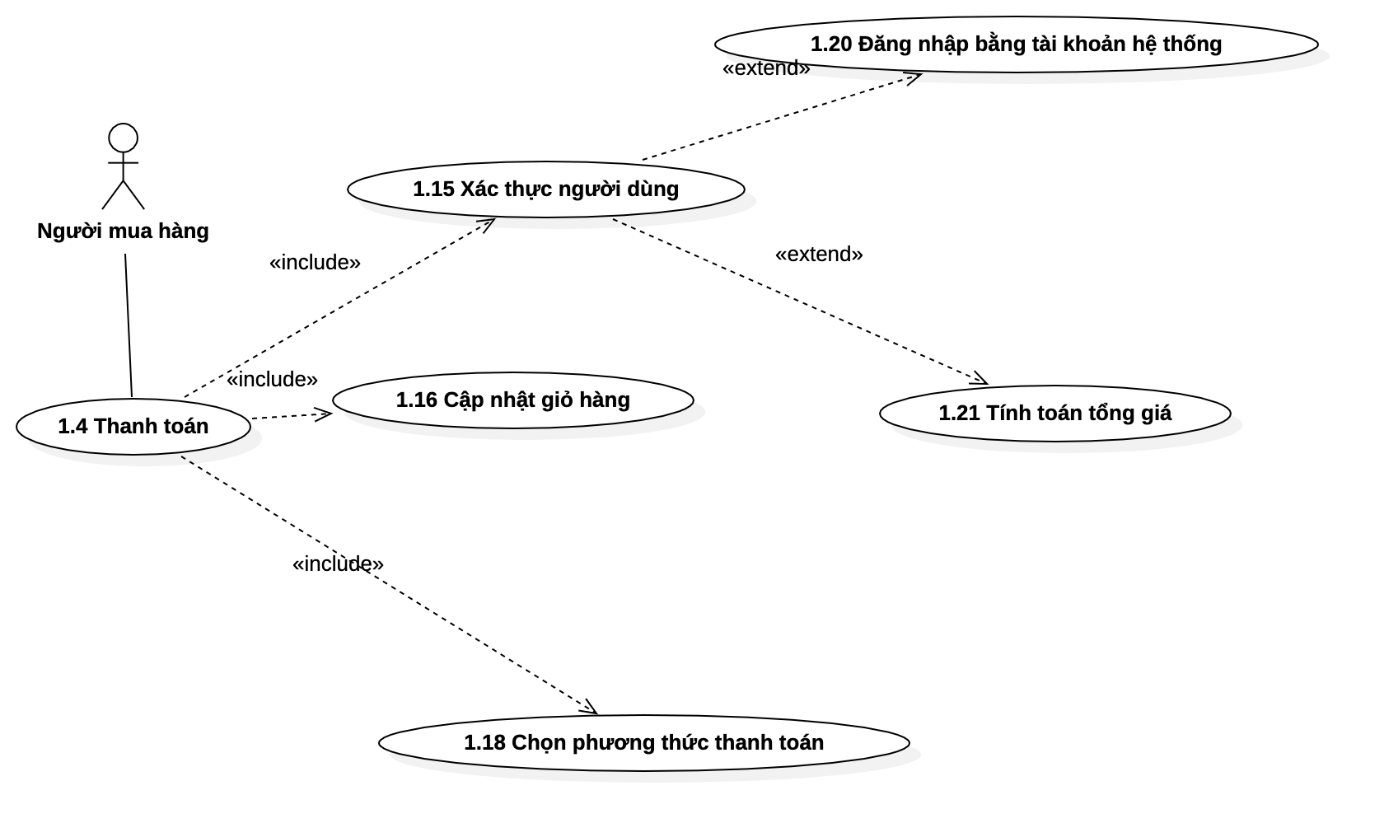 1.20 Đăng nhập bằng tài khoản hệ thống
«extend»
1.15 Xác thực người dùng
Người mua hàng
«extend»
«include»
«include»
1.16 Cập nhật giỏ hàng
1.21 Tính toán tổng giá
1.4 Thanh toán
«include»
1.18 Chọn phương thức thanh toán